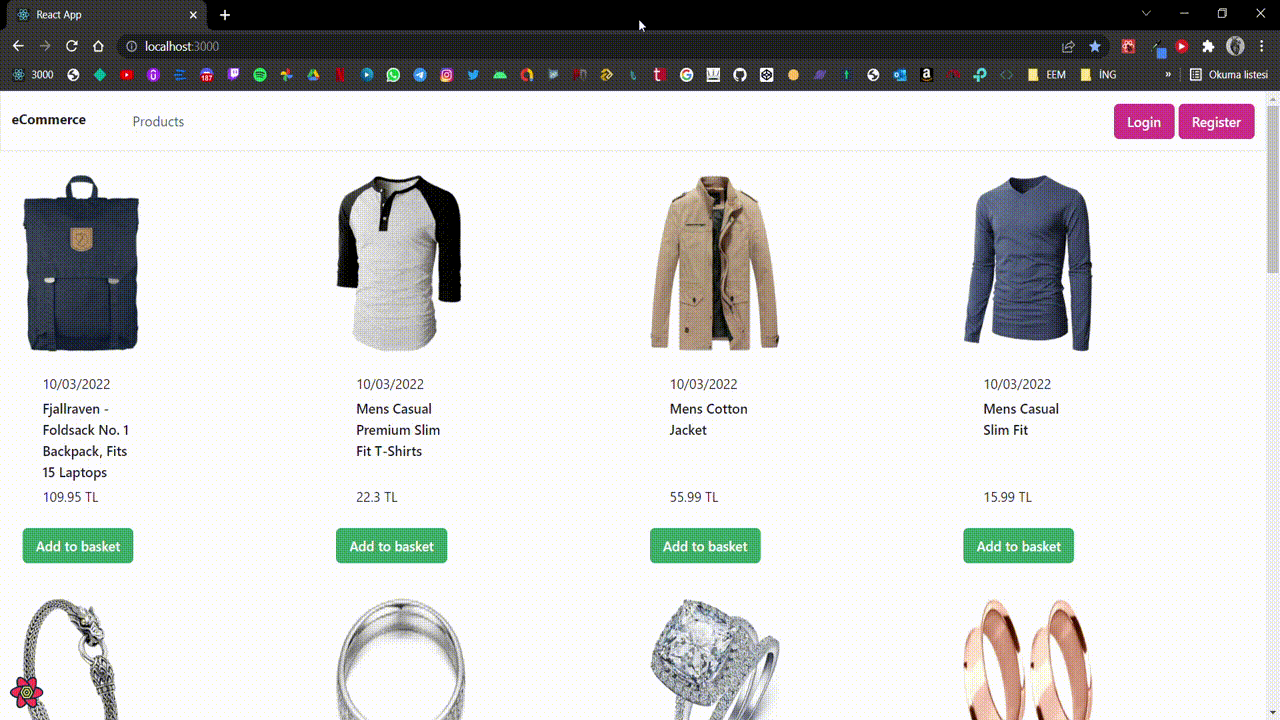 React App
localhost:3000
3000
187
EEM
İNG
»
Okuma listesi
eCommerce
Products
Login
Register
10/03/2022
Fjallraven -
Foldsack No. 1
Backpack, Fits
15 Laptops
109.95 TL
Add to basket
10/03/2022
Mens Casual
Premium Slim
Fit T-Shirts
22.3 TL
Add to basket
10/03/2022
Mens Cotton
Jacket
55.99 TL
Add to basket
10/03/2022
Mens Casual
Slim Fit
15.99 TL
Add to basket